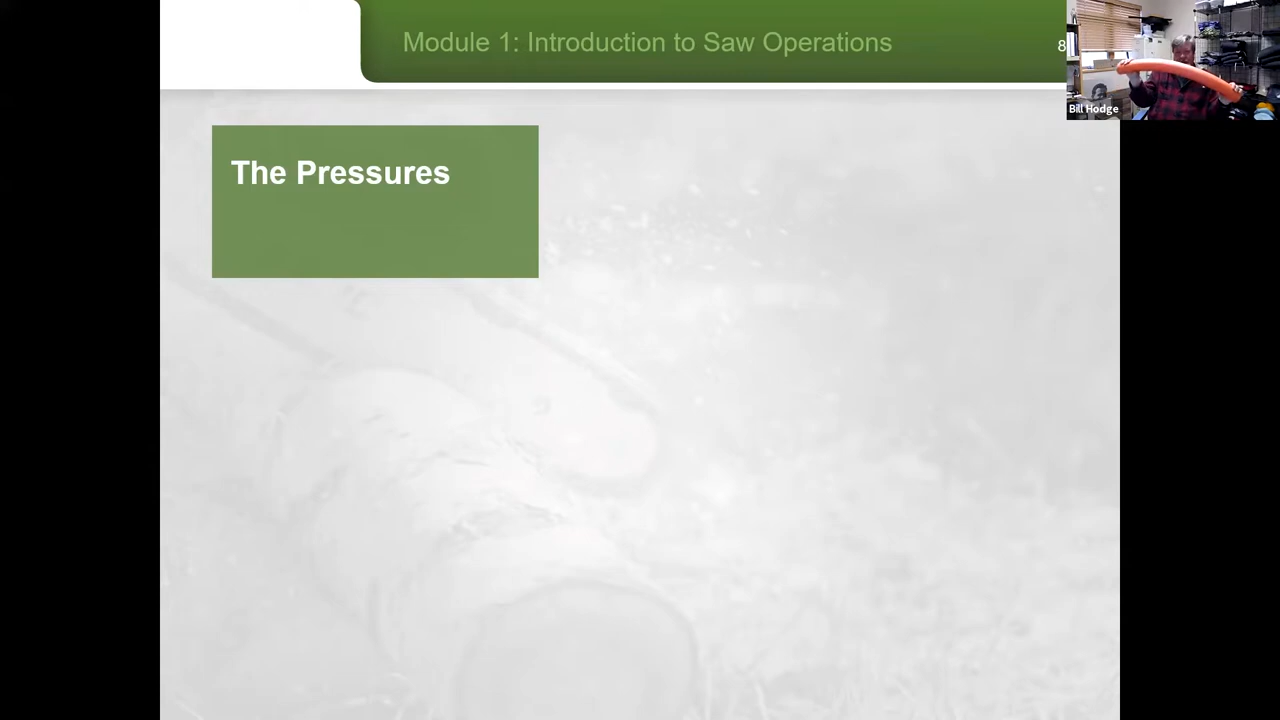 Module 1: Introduction to Saw Operations
8
Bill Hodge
The Pressures